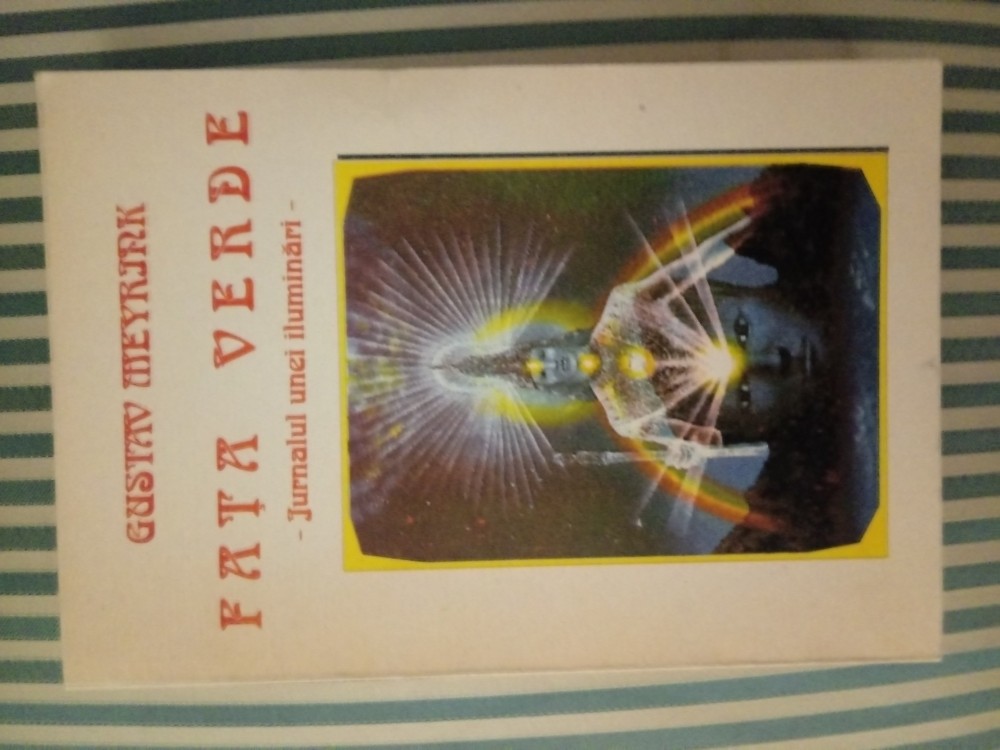 GUSTAV MEYRINK
FAȚA VERDE
- Jurnalul unei iluminări -